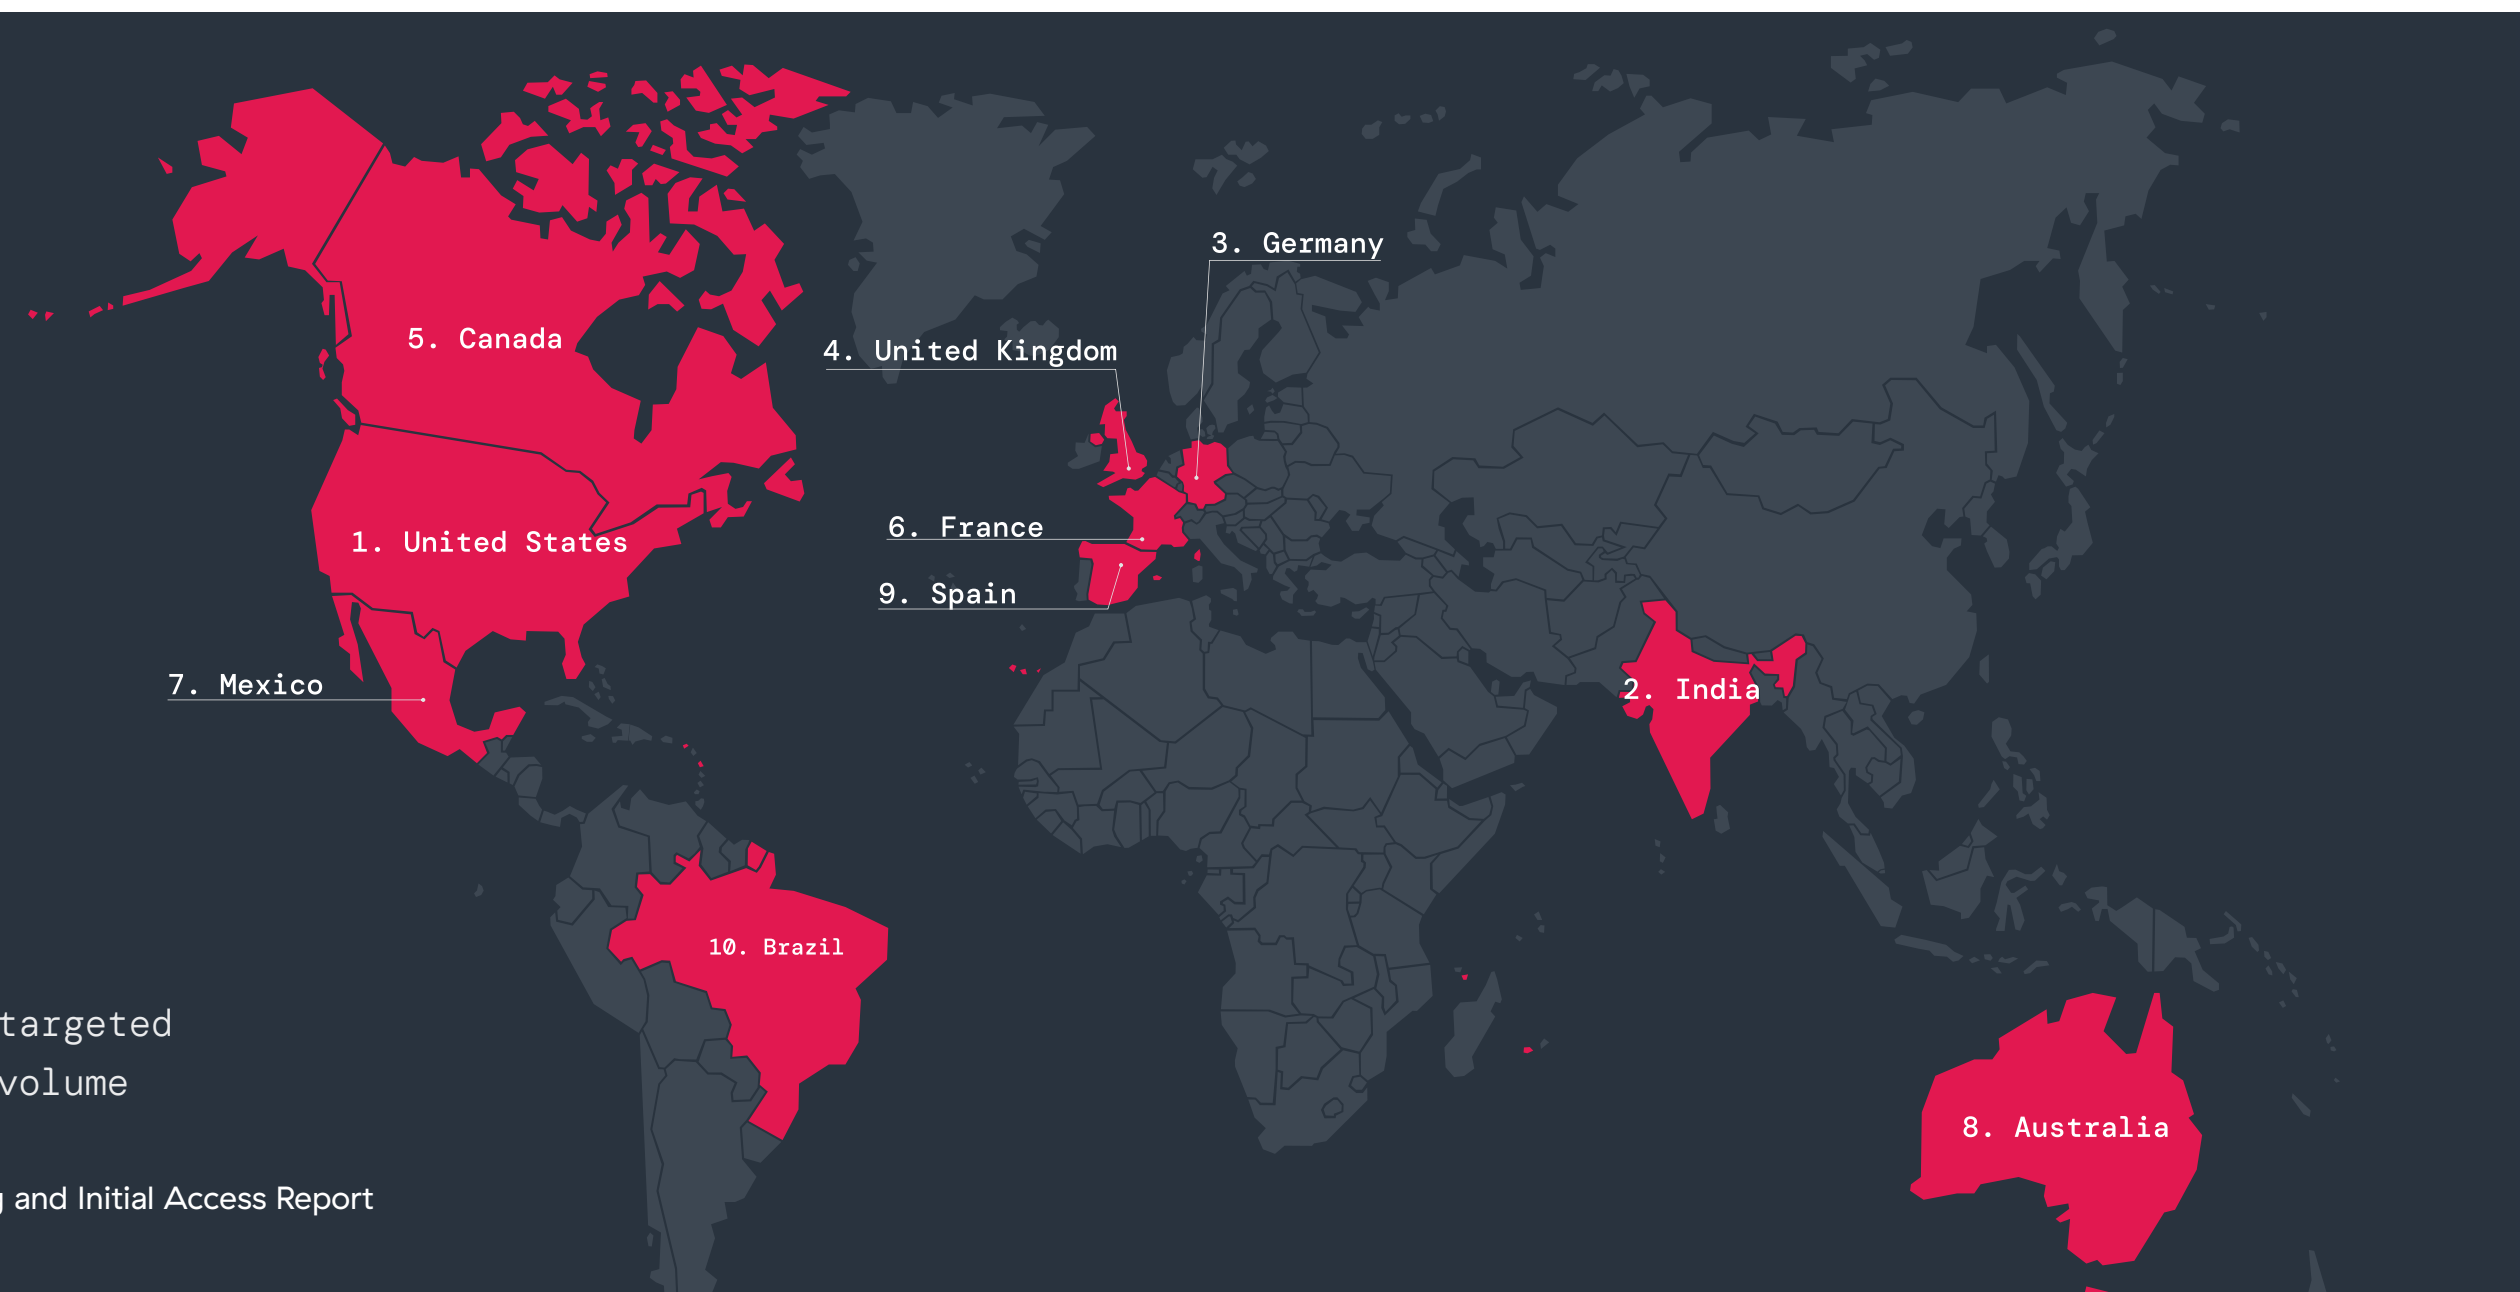 3. Germany
5. Canada
4. United Kingdom
6. France
1. United States
9. Spain
7. Mexico
2. India
10. Brazil
targeted
volume
8. Australia
and Initial Access Report